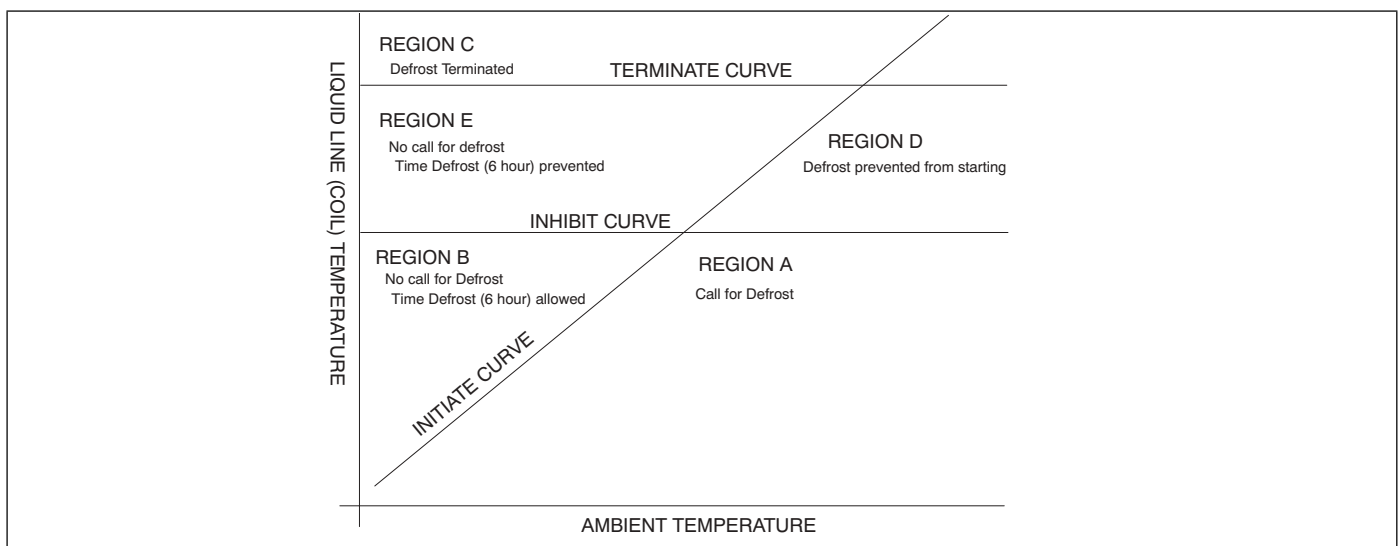 REGION C
Defrost Terminated
TERMINATE CURVE
LIQUID LINE (COIL) TEMPERATURE
REGION E
No call for defrost
Time Defrost (6 hour) prevented
REGION D
Defrost prevented from starting
INHIBIT CURVE
REGION B
No call for Defrost
Time Defrost (6 hour) allowed
REGION A
Call for Defrost
INITIATE CURVE
AMBIENT TEMPERATURE